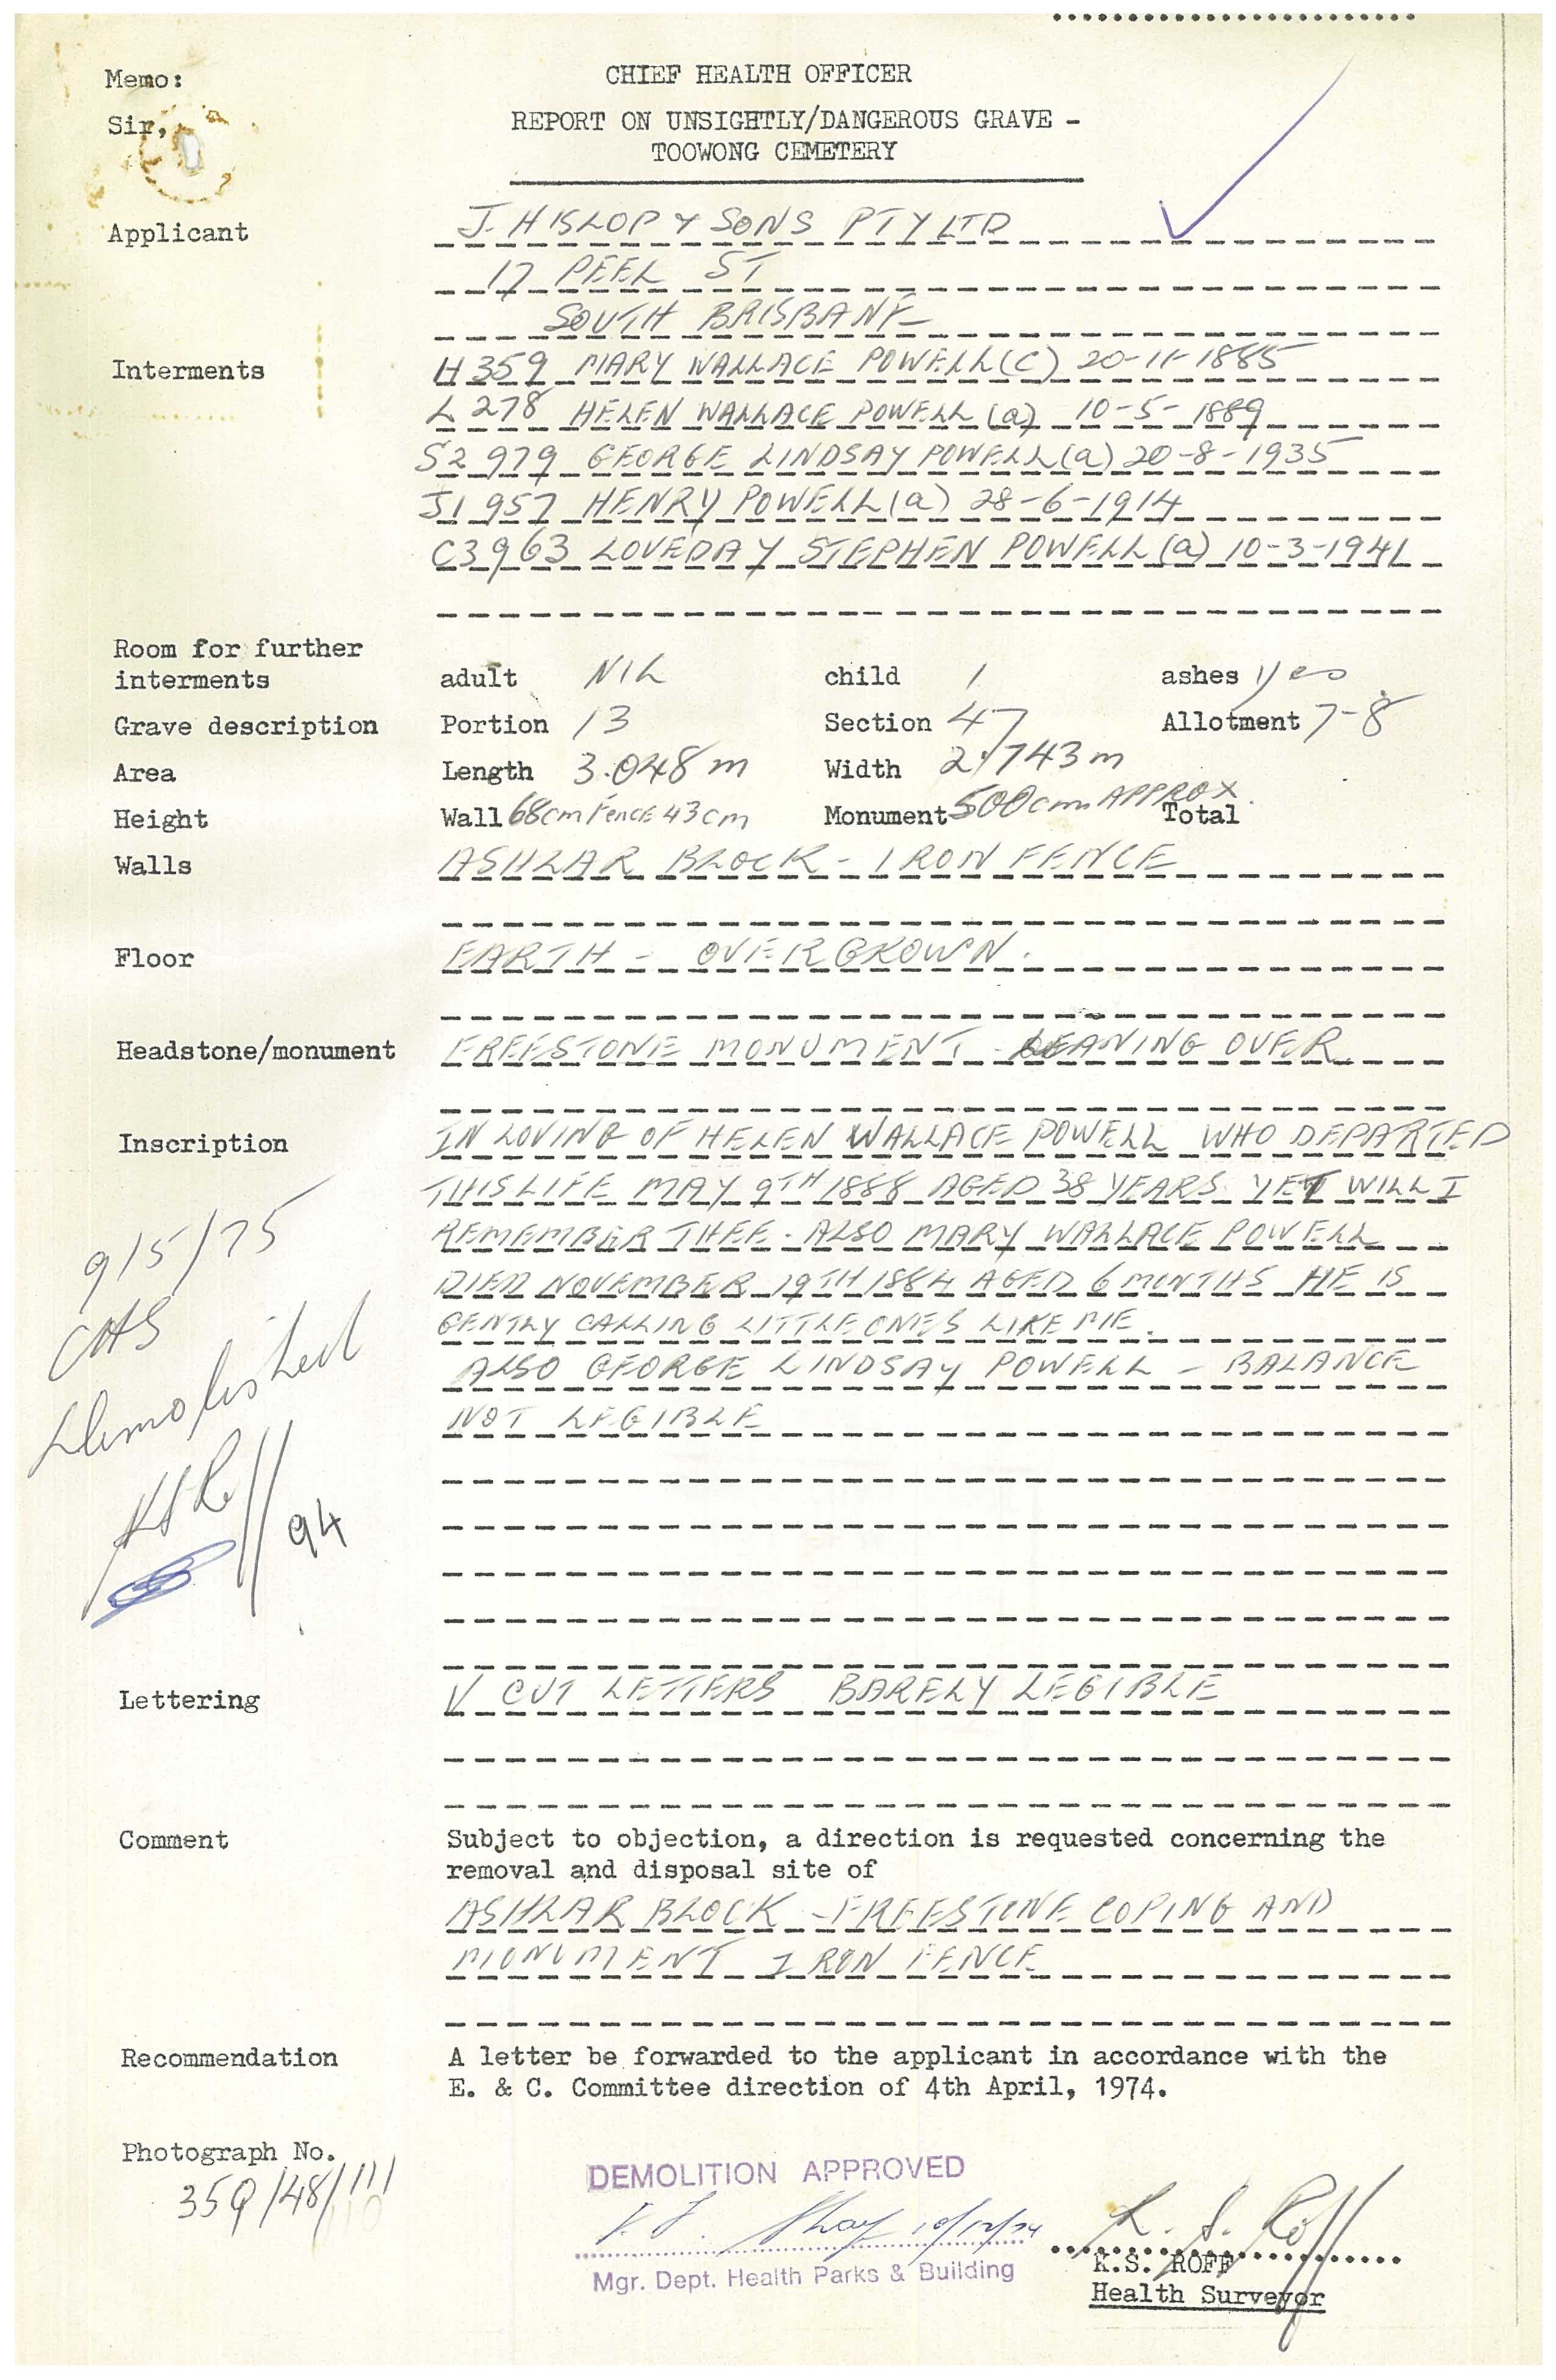 Memo:
CHIEF HEALTH OFFICER
Sir,
REPORT ON UNSIGHTLY/DANGEROUS GRAVE -
TOOWONG CEMETERY
Applicant J. HISLOP & SONS PTY LTD
17 PEEL ST
SOUTH BRISBANE
Interments H359 MARY WALLACE POWELL (C) 20-11-1885
L 278 HELEN WALLACE POWELL (a) 10-5-1889
S2 979 GEORGE LINDSAY POWELL (a) 20-8-1935
J1 957 HENRY POWELL (a) 28-6-1914
C3963 LOVEDAY STEPHEN POWELL (a) 10-3-1941
Room for further
interments adult NIL child 1 ashes yes
Grave description Portion 13 Section 47 Allotment 7-8
Area Length 3.048 m Width 2.743 m
Height Wall 68cm Fence 43cm Monument 500cm APPROX. Total
Walls ASHLAR BLOCK - IRON FENCE
Floor EARTH - OVERGROWN.
Headstone/monument FREESTONE MONUMENT - LEANING OVER
Inscription IN LOVING OF HELEN WALLACE POWELL WHO DEPARTED
THIS LIFE MAY 9TH 1888 AGED 38 YEARS YET WILL I
REMEMBER THEE. ALSO MARY WALLACE POWELL
DIED NOVEMBER 19TH 1884 AGED 6 MONTHS HE IS
GENTLY CALLING LITTLE ONES LIKE ME.
ALSO GEORGE LINDSAY POWELL - BALANCE
NOT LEGIBLE
9/5/75
CAS
Demolished
94
Lettering V CUT LETTERS BARELY LEGIBLE
Comment Subject to objection, a direction is requested concerning the
removal and disposal site of
ASHLAR BLOCK - FREESTONE COPING AND
MONUMENT IRON FENCE
Recommendation A letter be forwarded to the applicant in accordance with the
E. & C. Committee direction of 4th April, 1974.
Photograph No.
35Q/48/111
DEMOLITION APPROVED
10/12/74
K. S. Roff
K.S. ROFF
Mgr. Dept. Health Parks & Building
Health Surveyor